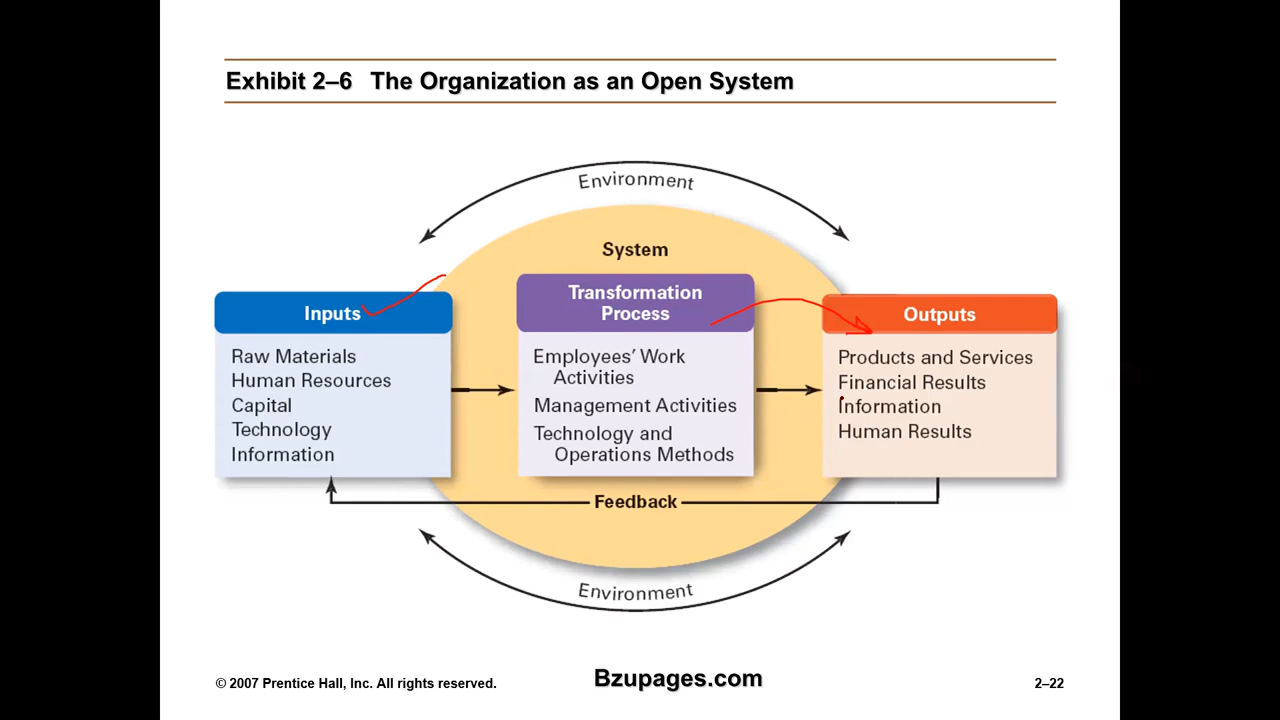 Exhibit 2–6 The Organization as an Open System
Environment
System
Inputs
Raw Materials
Human Resources
Capital
Technology
Information
Transformation
Process
Employees’ Work
Activities
Management Activities
Technology and
Operations Methods
Outputs
Products and Services
Financial Results
Information
Human Results
Feedback
Environment
© 2007 Prentice Hall, Inc. All rights reserved.
Bzupages.com
2–22